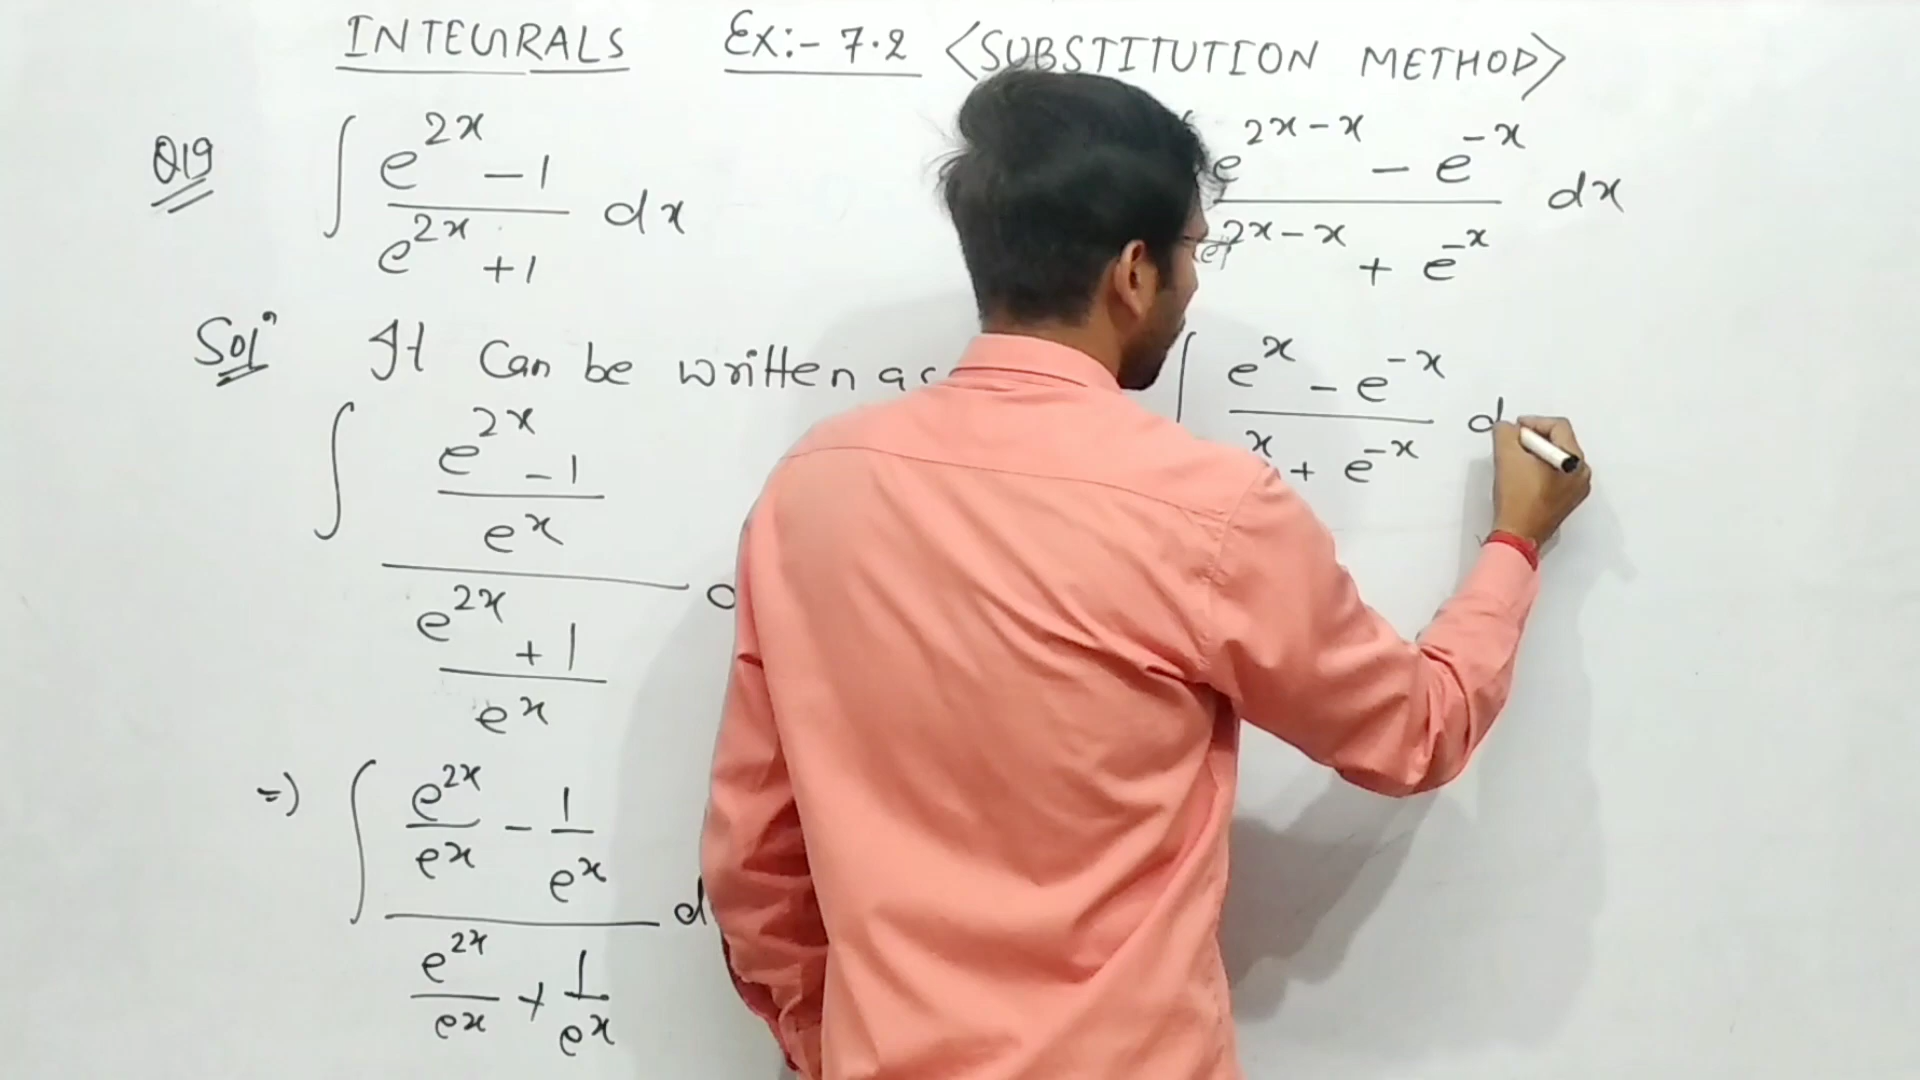 INTEGRALS Ex:- 7.2 <SUBSTITUTION METHOD>
Q19 ∫ (e^{2x} - 1)/(e^{2x} + 1) dx
Solⁿ It Can be written as
∫ ((e^{2x} - 1)/(e^x))/((e^{2x} + 1)/(e^x))
=) ∫ (e^{2x}/e^x - 1/e^x)/(e^{2x}/e^x + 1/e^x) d
∫ (e^{2x-x} - e^{-x})/(e^{2x-x} + e^{-x}) dx
∫ (e^x - e^{-x})/( ^x + e^{-x}) d